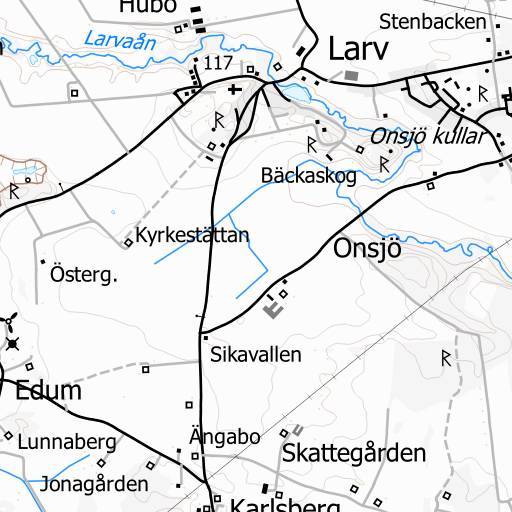 Hubo
Stenbacken
Larvaån
Larv
117
R
Onsjö kullar
R
R
R
Bäckaskog
R
Kyrkestättan
Onsjö
Österg.
Sikavallen
R
Edum
Lunnaberg
Ängabo
Skattegården
Jonagården
Karlsberg